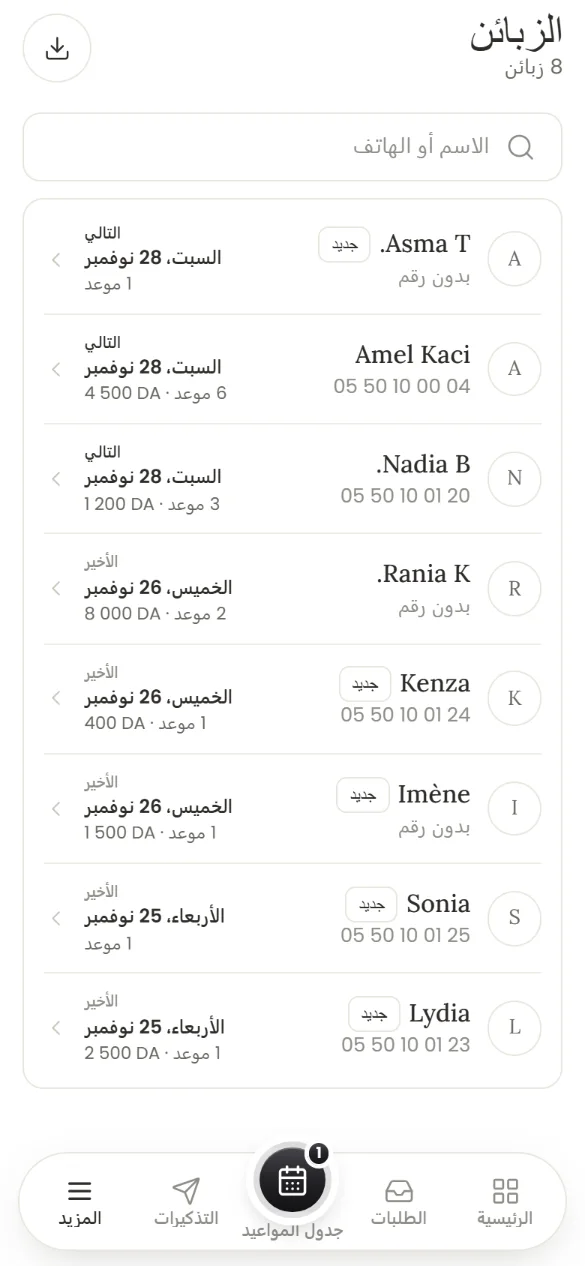 الزبائن
8 زبائن
الاسم أو الهاتف
A
Asma T.
جديد
بدون رقم
التالي
السبت، 28 نوفمبر
1 موعد
A
Amel Kaci
05 50 10 00 04
التالي
السبت، 28 نوفمبر
6 موعد · 4 500 DA
N
Nadia B.
05 50 10 01 20
التالي
السبت، 28 نوفمبر
3 موعد · 1 200 DA
R
Rania K.
بدون رقم
الأخير
الخميس، 26 نوفمبر
2 موعد · 8 000 DA
K
Kenza
جديد
05 50 10 01 24
الأخير
الخميس، 26 نوفمبر
1 موعد · 400 DA
I
Imène
جديد
بدون رقم
الأخير
الخميس، 26 نوفمبر
1 موعد · 1 500 DA
S
Sonia
جديد
05 50 10 01 25
الأخير
الأربعاء، 25 نوفمبر
1 موعد
L
Lydia
جديد
05 50 10 01 23
الأخير
الأربعاء، 25 نوفمبر
1 موعد · 2 500 DA
الرئيسية
الطلبات
1
جدول المواعيد
التذكيرات
المزيد